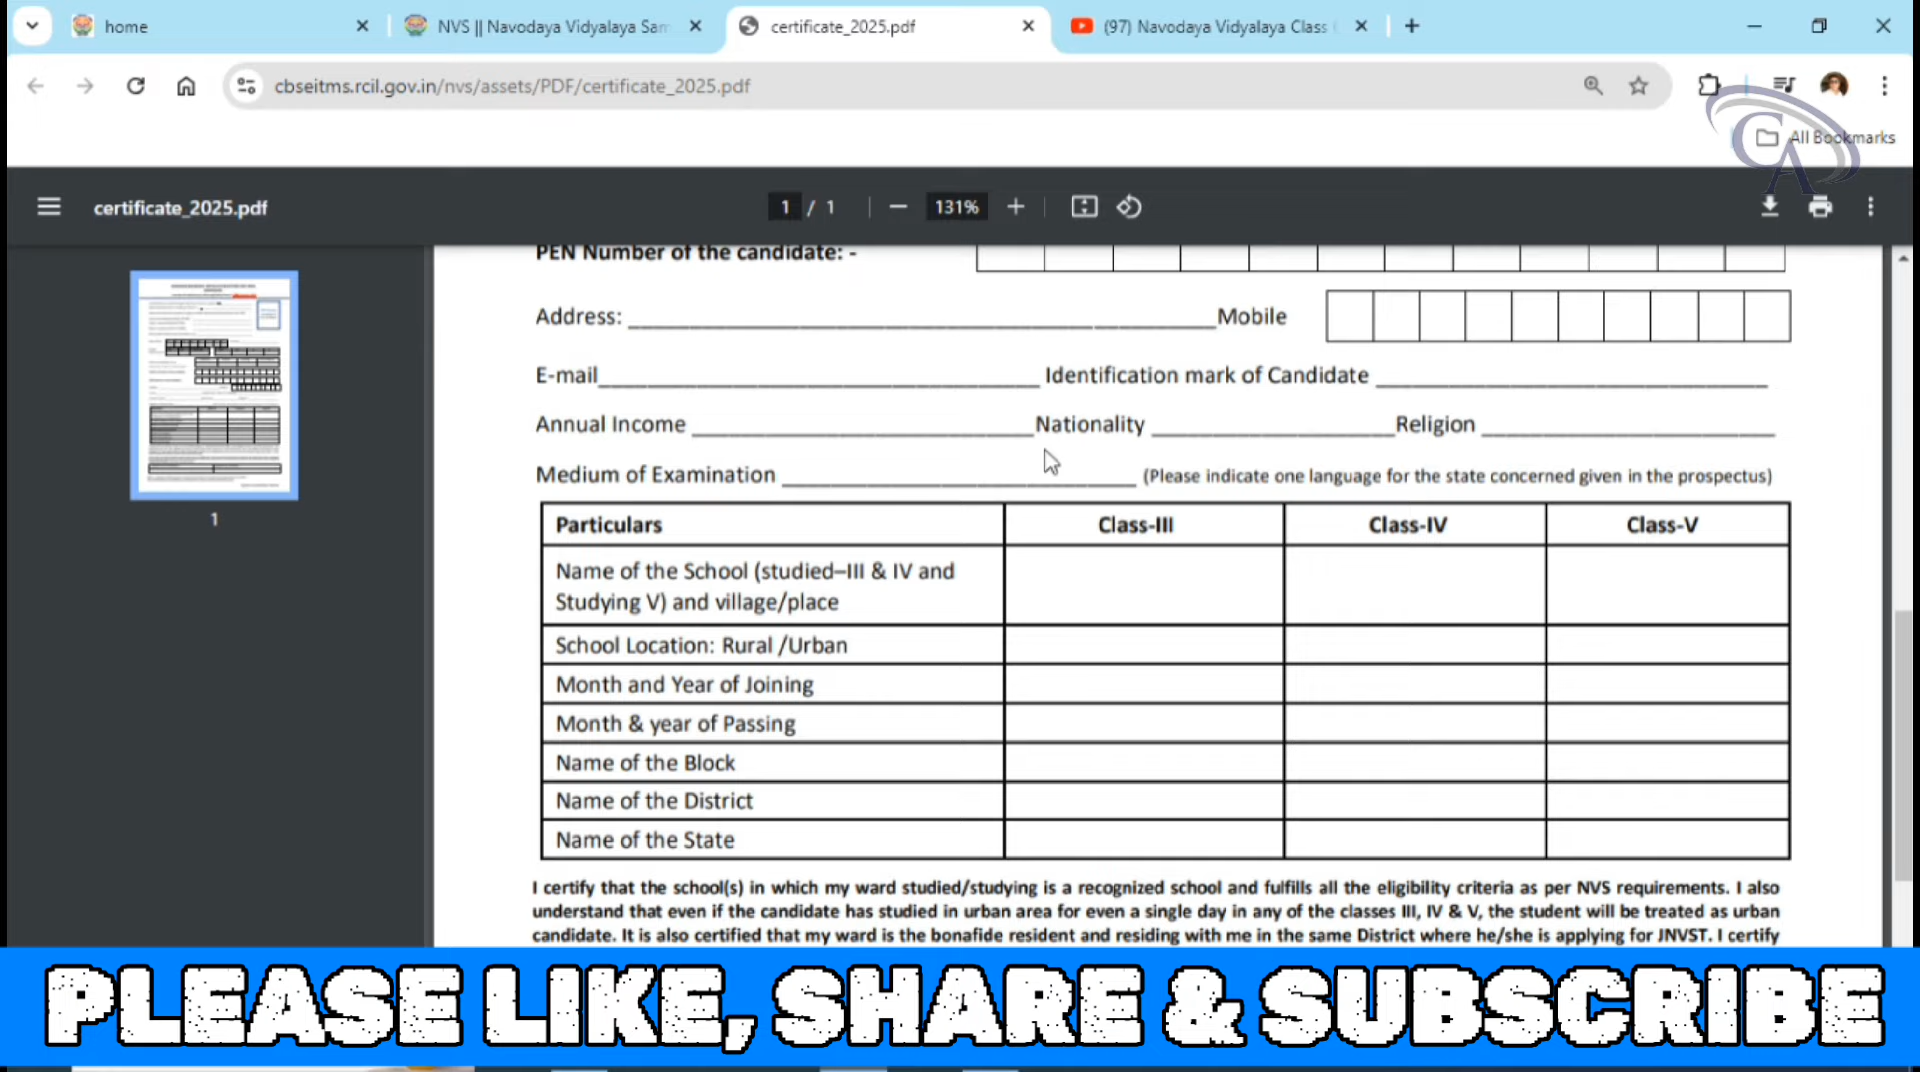 home
NVS || Navodaya Vidyalaya Sam
certificate_2025.pdf
(97) Navodaya Vidyalaya Class
cbseitms.rcil.gov.in/nvs/assets/PDF/certificate_2025.pdf
All Bookmarks
CA
certificate_2025.pdf
1 / 1
131%
1
PEN Number of the candidate: -
Address: Mobile
E-mail Identification mark of Candidate
Annual Income Nationality Religion
Medium of Examination (Please indicate one language for the state concerned given in the prospectus)
Particulars Class-III Class-IV Class-V
Name of the School (studied–III & IV and
Studying V) and village/place
School Location: Rural /Urban
Month and Year of Joining
Month & year of Passing
Name of the Block
Name of the District
Name of the State
I certify that the school(s) in which my ward studied/studying is a recognized school and fulfills all the eligibility criteria as per NVS requirements. I also
understand that even if the candidate has studied in urban area for even a single day in any of the classes III, IV & V, the student will be treated as urban
candidate. It is also certified that my ward is the bonafide resident and residing with me in the same District where he/she is applying for JNVST. I certify
PLEASE LIKE, SHARE & SUBSCRIBE